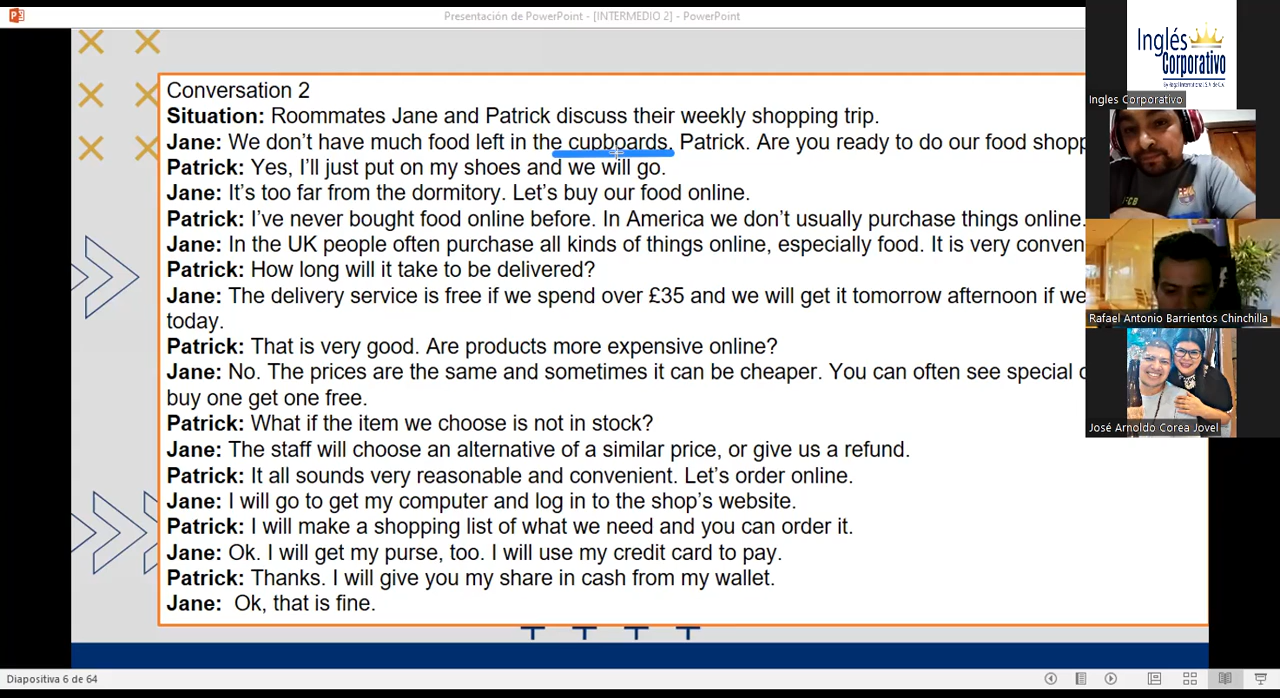 Presentación de PowerPoint - [INTERMEDIO 2] - PowerPoint
Conversation 2
Situation: Roommates Jane and Patrick discuss their weekly shopping trip.
Jane: We don't have much food left in the cupboards, Patrick. Are you ready to do our food shopp
Patrick: Yes, I'll just put on my shoes and we will go.
Jane: It's too far from the dormitory. Let's buy our food online.
Patrick: I've never bought food online before. In America we don't usually purchase things online.
Jane: In the UK people often purchase all kinds of things online, especially food. It is very conven
Patrick: How long will it take to be delivered?
Jane: The delivery service is free if we spend over £35 and we will get it tomorrow afternoon if we
today.
Patrick: That is very good. Are products more expensive online?
Jane: No. The prices are the same and sometimes it can be cheaper. You can often see special
buy one get one free.
Patrick: What if the item we choose is not in stock?
Jane: The staff will choose an alternative of a similar price, or give us a refund.
Patrick: It all sounds very reasonable and convenient. Let's order online.
Jane: I will go to get my computer and log in to the shop's website.
Patrick: I will make a shopping list of what we need and you can order it.
Jane: Ok. I will get my purse, too. I will use my credit card to pay.
Patrick: Thanks. I will give you my share in cash from my wallet.
Jane: Ok, that is fine.
Inglés
Corporativo
Ingles Corporativo
Rafael Antonio Barrientos Chinchilla
José Arnoldo Corea Jovel
Diapositiva 6 de 64